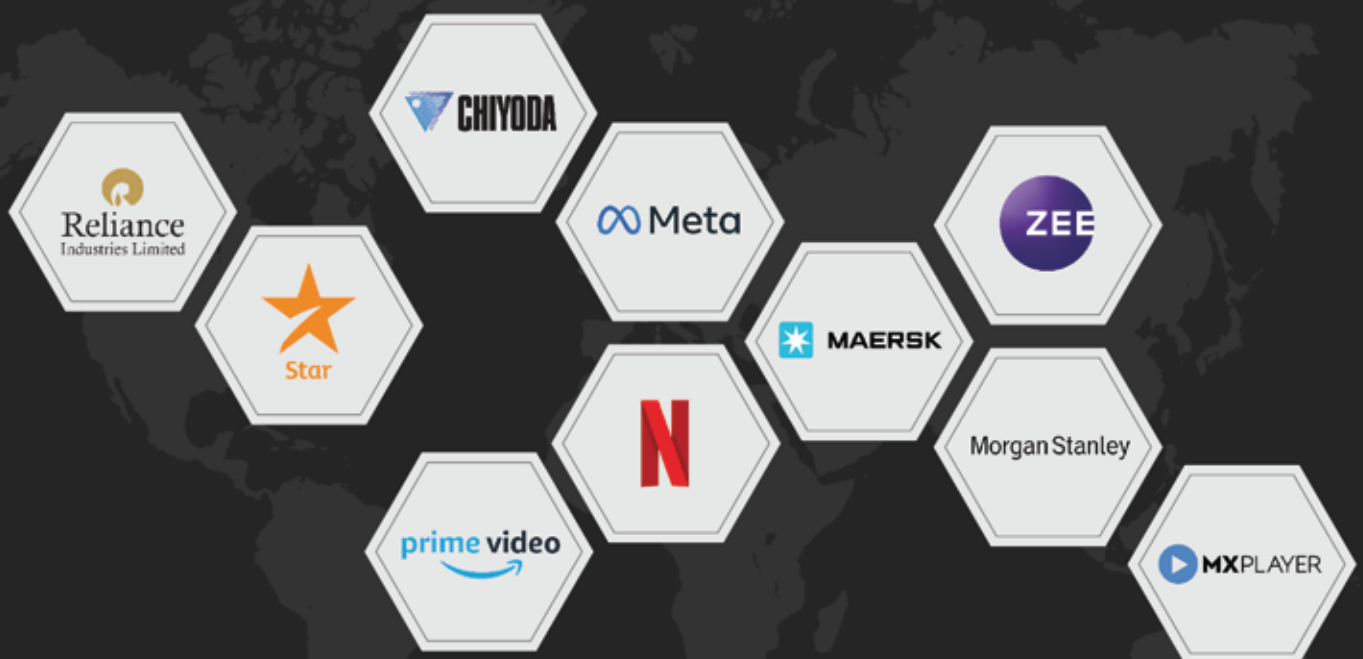 CHIYODA
Reliance
Industries Limited
Meta
ZEE
Star
MAERSK
N
Morgan Stanley
prime video
MXPLAYER